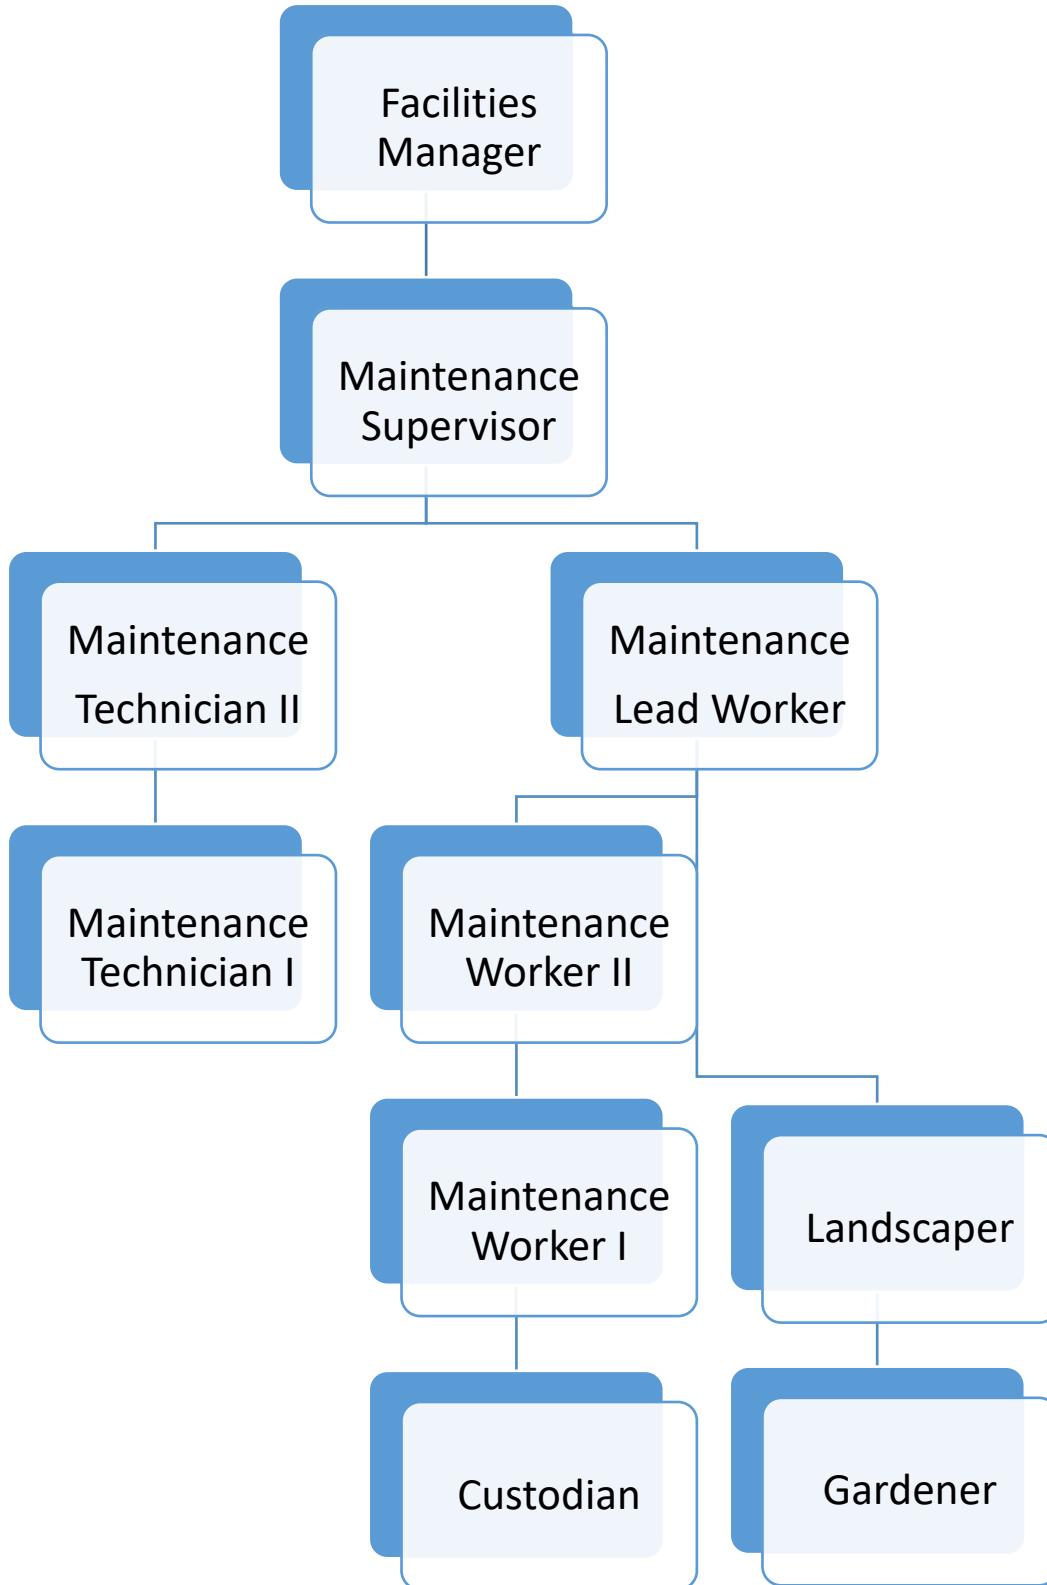 Facilities
Manager
Maintenance
Supervisor
Maintenance
Technician II
Maintenance
Lead Worker
Maintenance
Technician I
Maintenance
Worker II
Maintenance
Worker I
Landscaper
Custodian
Gardener